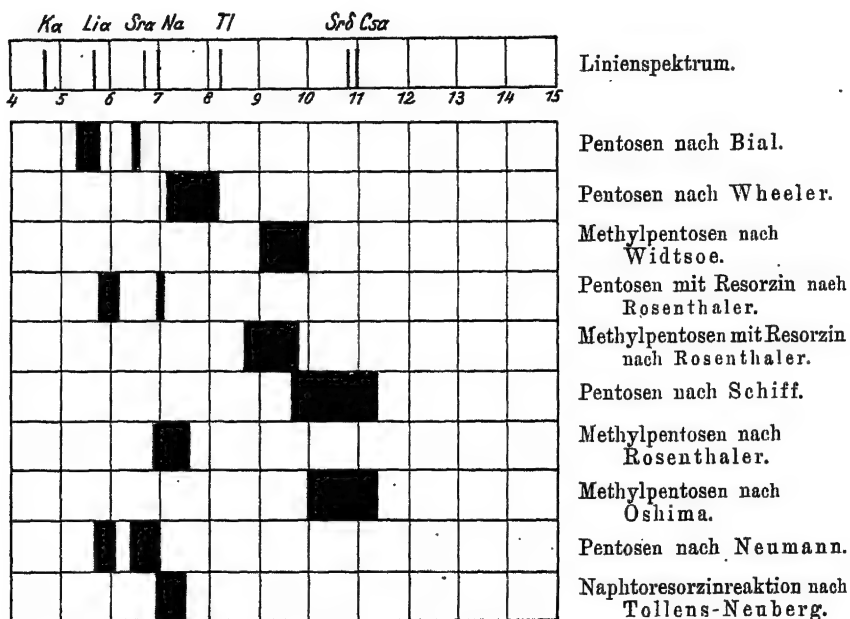 Kα Liα Srα Na Tl Srδ Csα
Linienspektrum.
4 5 6 7 8 9 10 11 12 13 14 15
Pentosen nach Bial.
Pentosen nach Wheeler.
Methylpentosen nach
Widtsoe.
Pentosen mit Resorzin nach
Rosenthaler.
Methylpentosen mit Resorzin
nach Rosenthaler.
Pentosen nach Schiff.
Methylpentosen nach
Rosenthaler.
Methylpentosen nach
Oshima.
Pentosen nach Neumann.
Naphtoresorzinreaktion nach
Tollens-Neuberg.